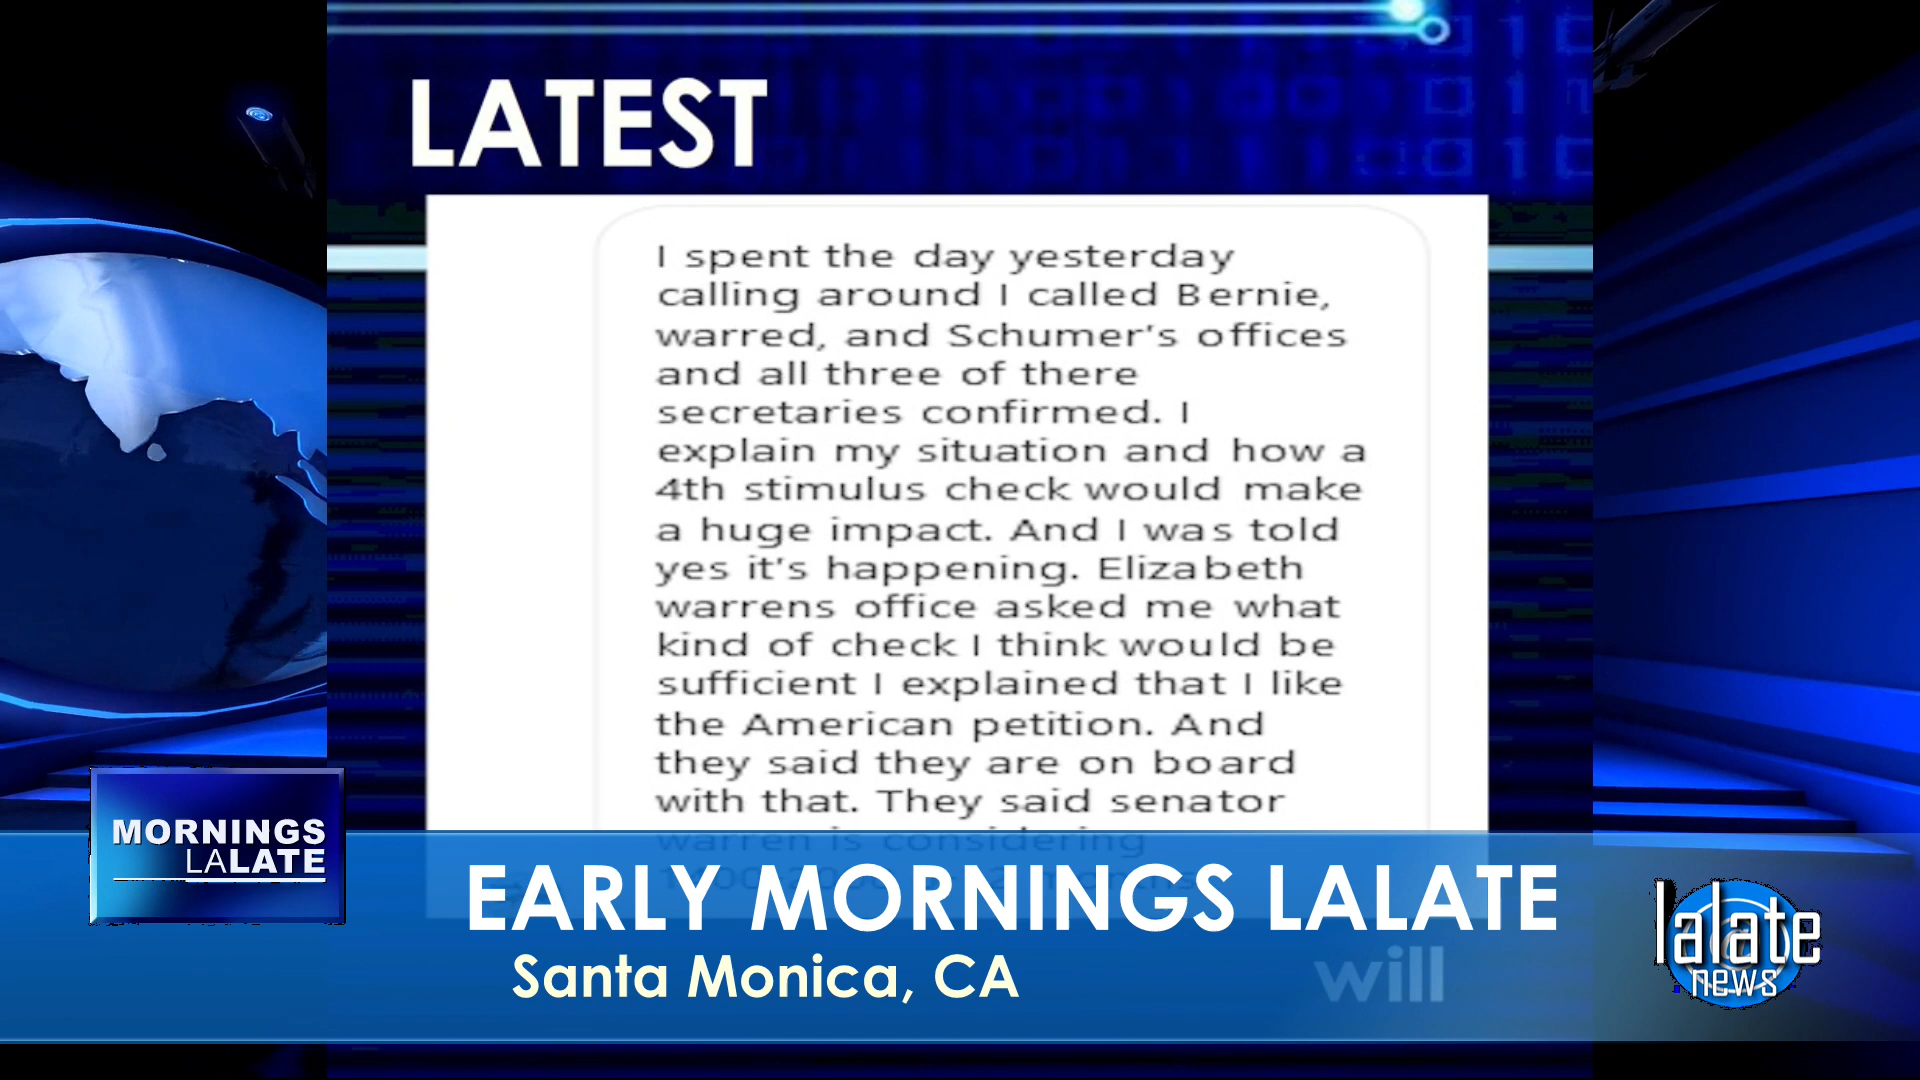 LATEST
I spent the day yesterday
calling around I called Bernie,
warred, and Schumer's offices
and all three of there
secretaries confirmed. I
explain my situation and how a
4th stimulus check would make
a huge impact. And I was told
yes it's happening. Elizabeth
warrens office asked me what
kind of check I think would be
sufficient I explained that I like
the American petition. And
they said they are on board
with that. They said senator
warren is considering
MORNINGS
LALATE
EARLY MORNINGS LALATE
Santa Monica, CA
will
lalate
news